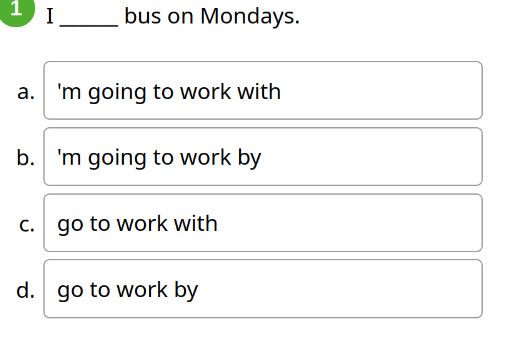 1 I ______ bus on Mondays.
a. 'm going to work with
b. 'm going to work by
c. go to work with
d. go to work by